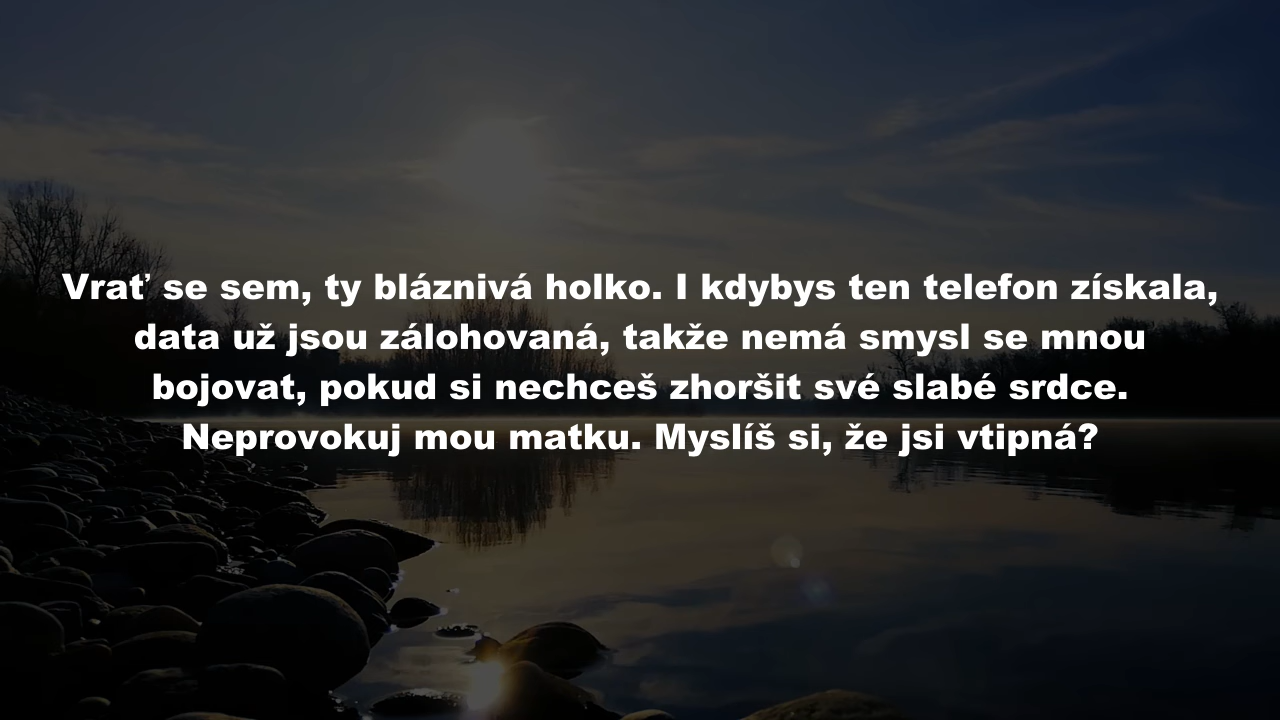 Vrať se sem, ty bláznivá holko. I kdybys ten telefon získala,
data už jsou zálohovaná, takže nemá smysl se mnou
bojovat, pokud si nechceš zhoršit své slabé srdce.
Neprovokuj mou matku. Myslíš si, že jsi vtipná?